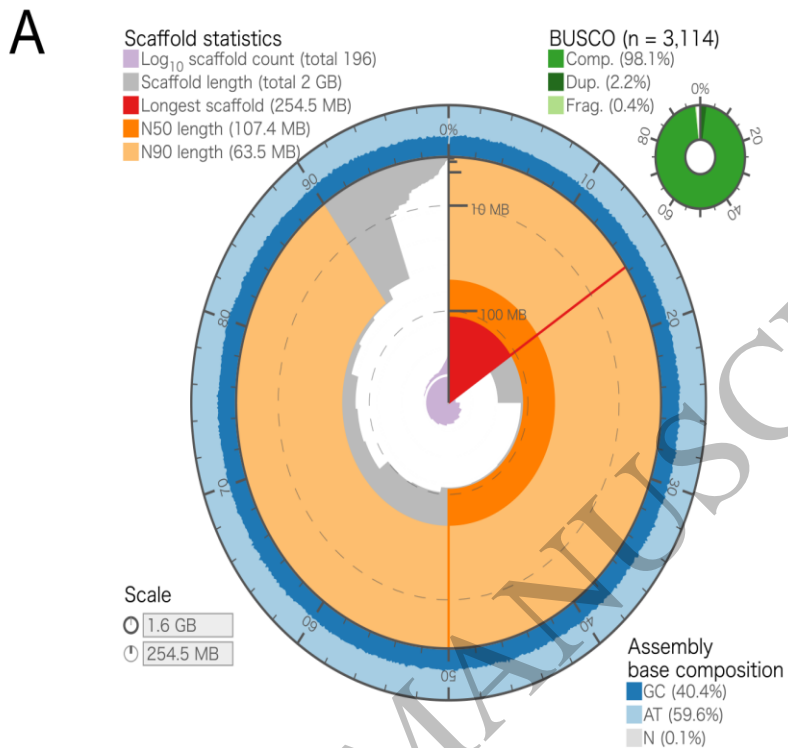 A
Scaffold statistics
Log10 scaffold count (total 196)
Scaffold length (total 2 GB)
Longest scaffold (254.5 MB)
N50 length (107.4 MB)
N90 length (63.5 MB)
BUSCO (n = 3,114)
Comp. (98.1%)
Dup. (2.2%)
Frag. (0.4%)
0%
20
40
60
80
0%
10
20
30
50
60
70
80
90
10 MB
100 MB
Scale
1.6 GB
254.5 MB
Assembly
base composition
GC (40.4%)
AT (59.6%)
N (0.1%)
MANUSC